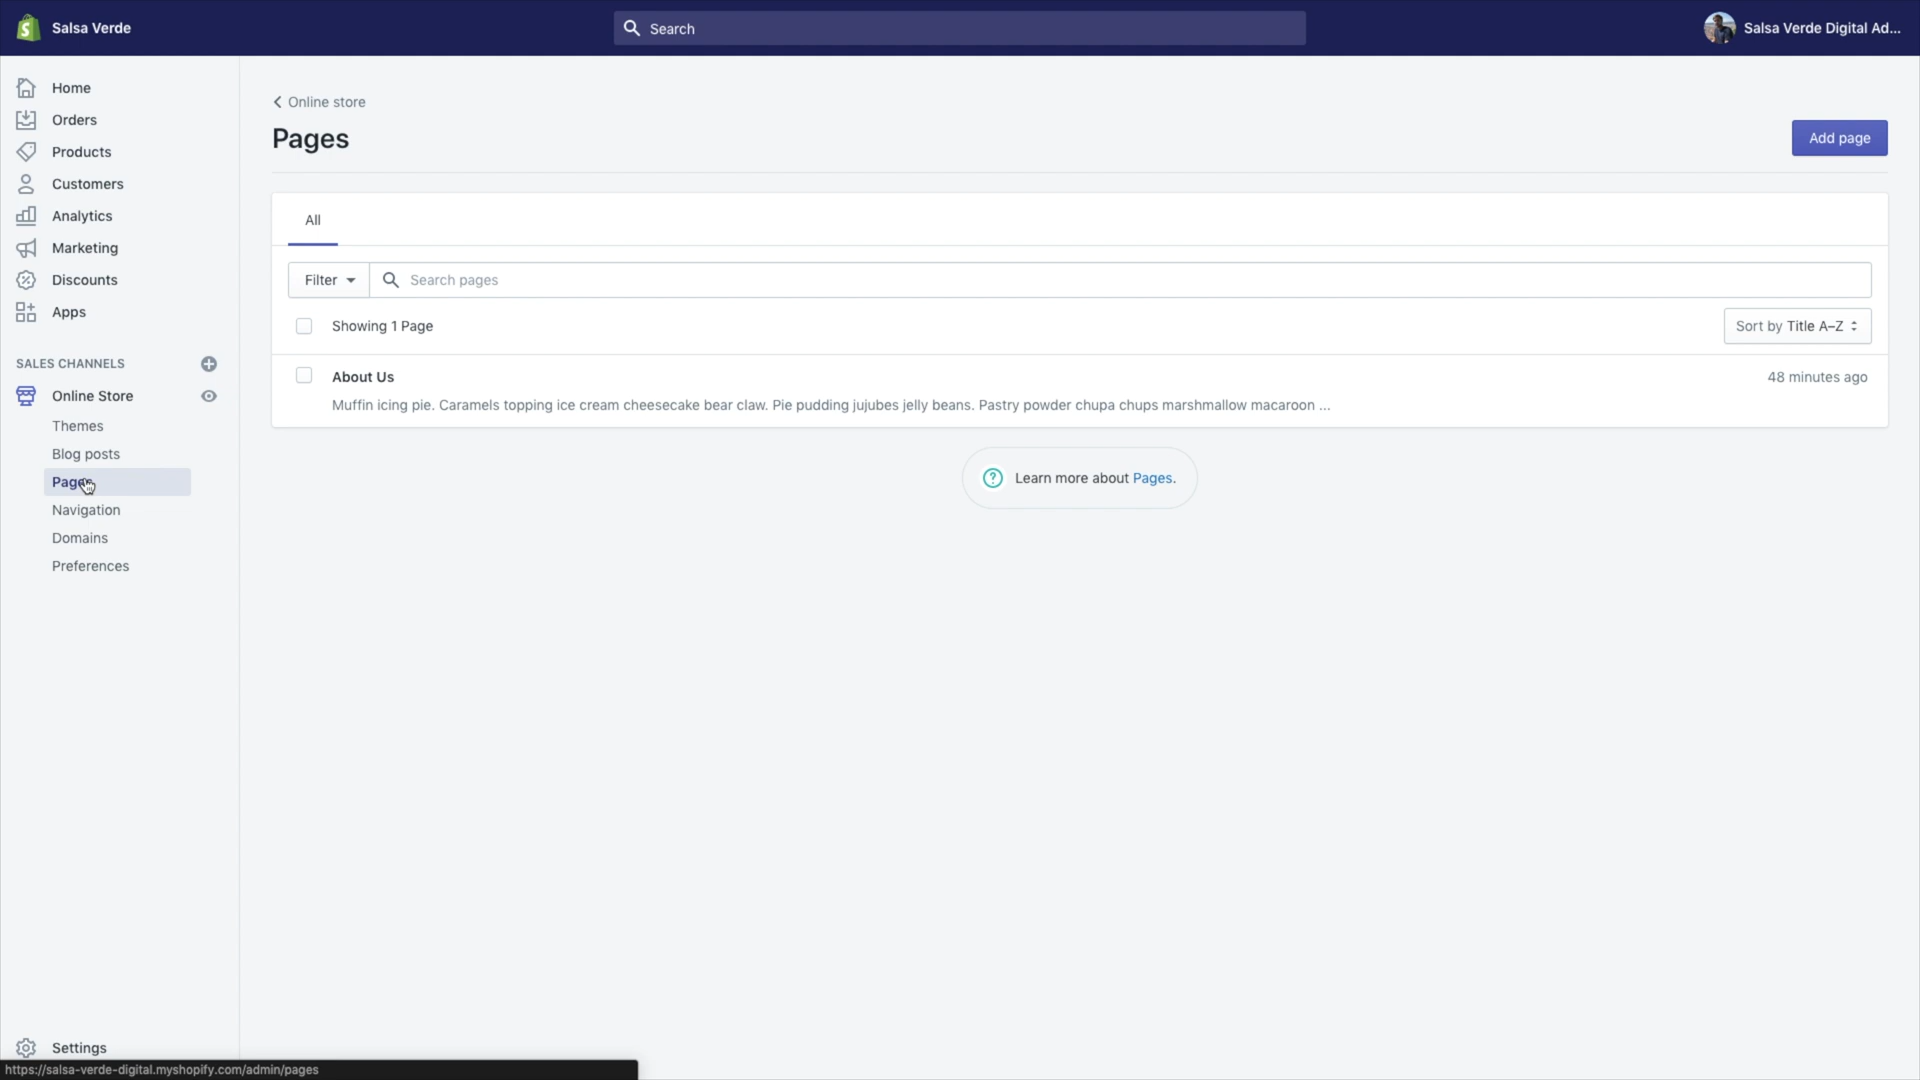 Salsa Verde
Search
Salsa Verde Digital Ad...
Home
Orders
Products
Customers
Analytics
Marketing
Discounts
Apps
SALES CHANNELS
Online Store
Themes
Blog posts
Pages
Navigation
Domains
Preferences
Settings
Online store
Pages
Add page
All
Filter
Search pages
Showing 1 Page
Sort by Title A–Z
About Us
48 minutes ago
Muffin icing pie. Caramels topping ice cream cheesecake bear claw. Pie pudding jujubes jelly beans. Pastry powder chupa chups marshmallow macaroon ...
Learn more about Pages.
https://salsa-verde-digital.myshopify.com/admin/pages